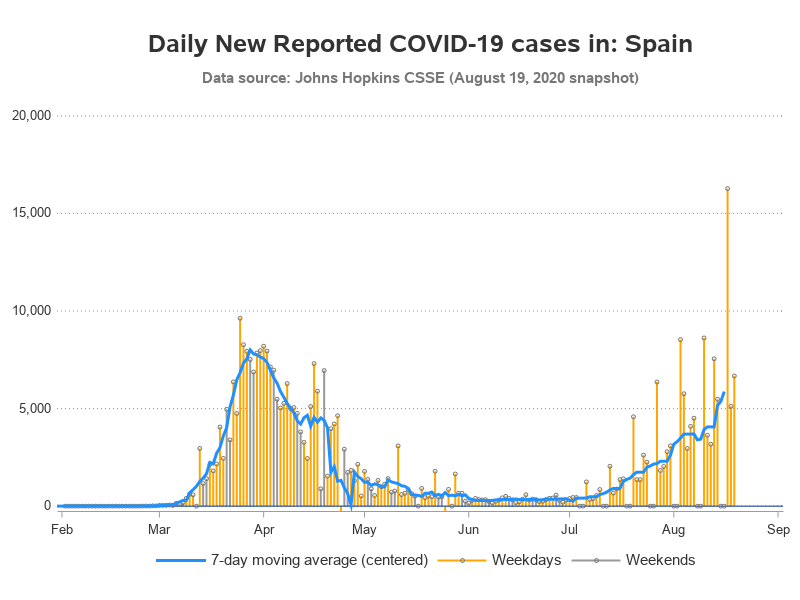 Daily New Reported COVID-19 cases in: Spain
Data source: Johns Hopkins CSSE (August 19, 2020 snapshot)
20,000
15,000
10,000
5,000
0
Feb Mar Apr May Jun Jul Aug Sep
7-day moving average (centered) Weekdays Weekends